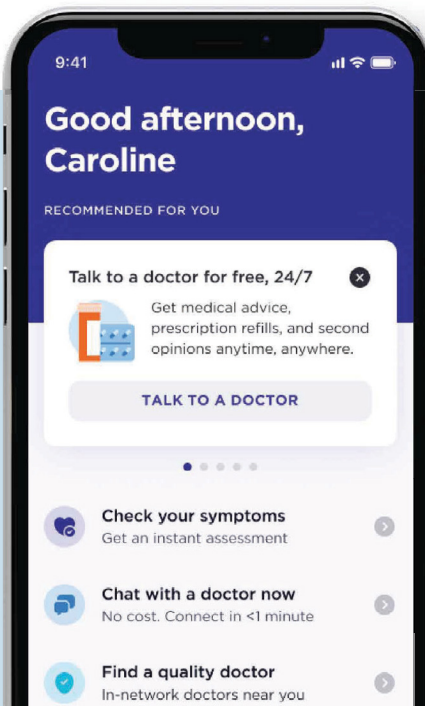 9:41
Good afternoon,
Caroline
RECOMMENDED FOR YOU
Talk to a doctor for free, 24/7
Get medical advice,
prescription refills, and second
opinions anytime, anywhere.
TALK TO A DOCTOR
Check your symptoms
Get an instant assessment
Chat with a doctor now
No cost. Connect in <1 minute
Find a quality doctor
In-network doctors near you